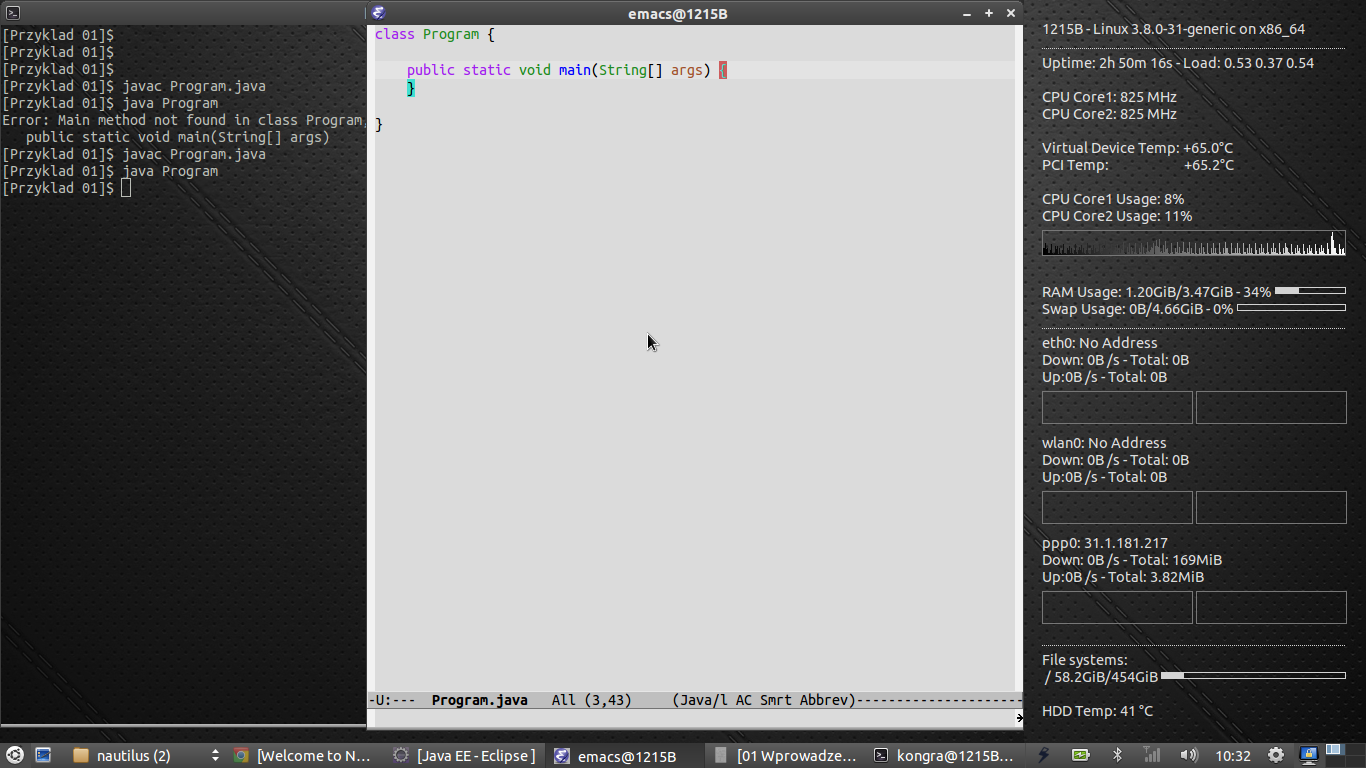 [Przyklad 01]$
[Przyklad 01]$
[Przyklad 01]$
[Przyklad 01]$ javac Program.java
[Przyklad 01]$ java Program
Error: Main method not found in class Program,
public static void main(String[] args)
[Przyklad 01]$ javac Program.java
[Przyklad 01]$ java Program
[Przyklad 01]$
emacs@1215B
class Program {
public static void main(String[] args) {
}
}
-U:--- Program.java All (3,43) (Java/l AC Smrt Abbrev)---------------------
1215B - Linux 3.8.0-31-generic on x86_64
Uptime: 2h 50m 16s - Load: 0.53 0.37 0.54
CPU Core1: 825 MHz
CPU Core2: 825 MHz
Virtual Device Temp: +65.0°C
PCI Temp: +65.2°C
CPU Core1 Usage: 8%
CPU Core2 Usage: 11%
RAM Usage: 1.20GiB/3.47GiB - 34%
Swap Usage: 0B/4.66GiB - 0%
eth0: No Address
Down: 0B /s - Total: 0B
Up:0B /s - Total: 0B
wlan0: No Address
Down: 0B /s - Total: 0B
Up:0B /s - Total: 0B
ppp0: 31.1.181.217
Down: 0B /s - Total: 169MiB
Up:0B /s - Total: 3.82MiB
File systems:
/ 58.2GiB/454GiB
HDD Temp: 41 °C
nautilus (2) [Welcome to N... [Java EE - Eclipse ] emacs@1215B [01 Wprowadze... kongra@1215B... 10:32